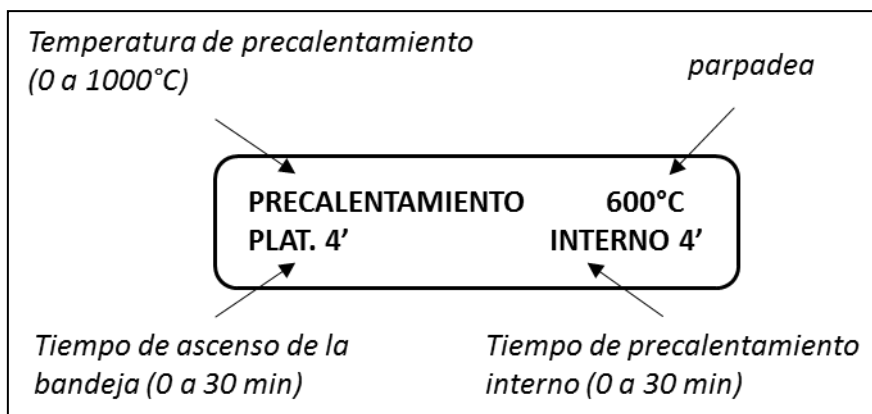 Temperatura de precalentamiento
(0 a 1000°C)
parpadea
PRECALENTAMIENTO 600°C
PLAT. 4’ INTERNO 4’
Tiempo de ascenso de la
bandeja (0 a 30 min)
Tiempo de precalentamiento
interno (0 a 30 min)